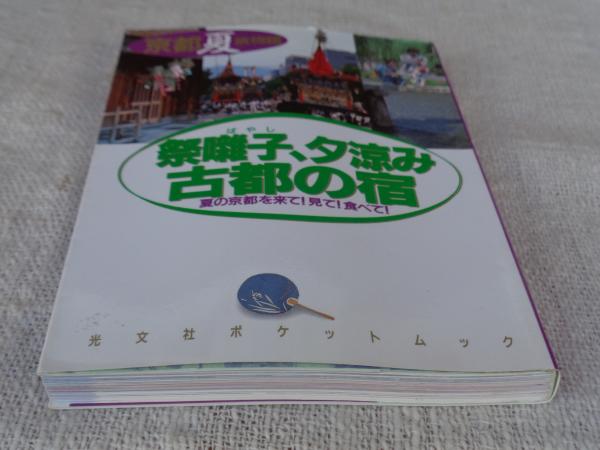 京都夏
ばやし
祭囃子、夕涼み
古都の宿
夏の京都を来て!見て!食べて!
光文社ポケットムック